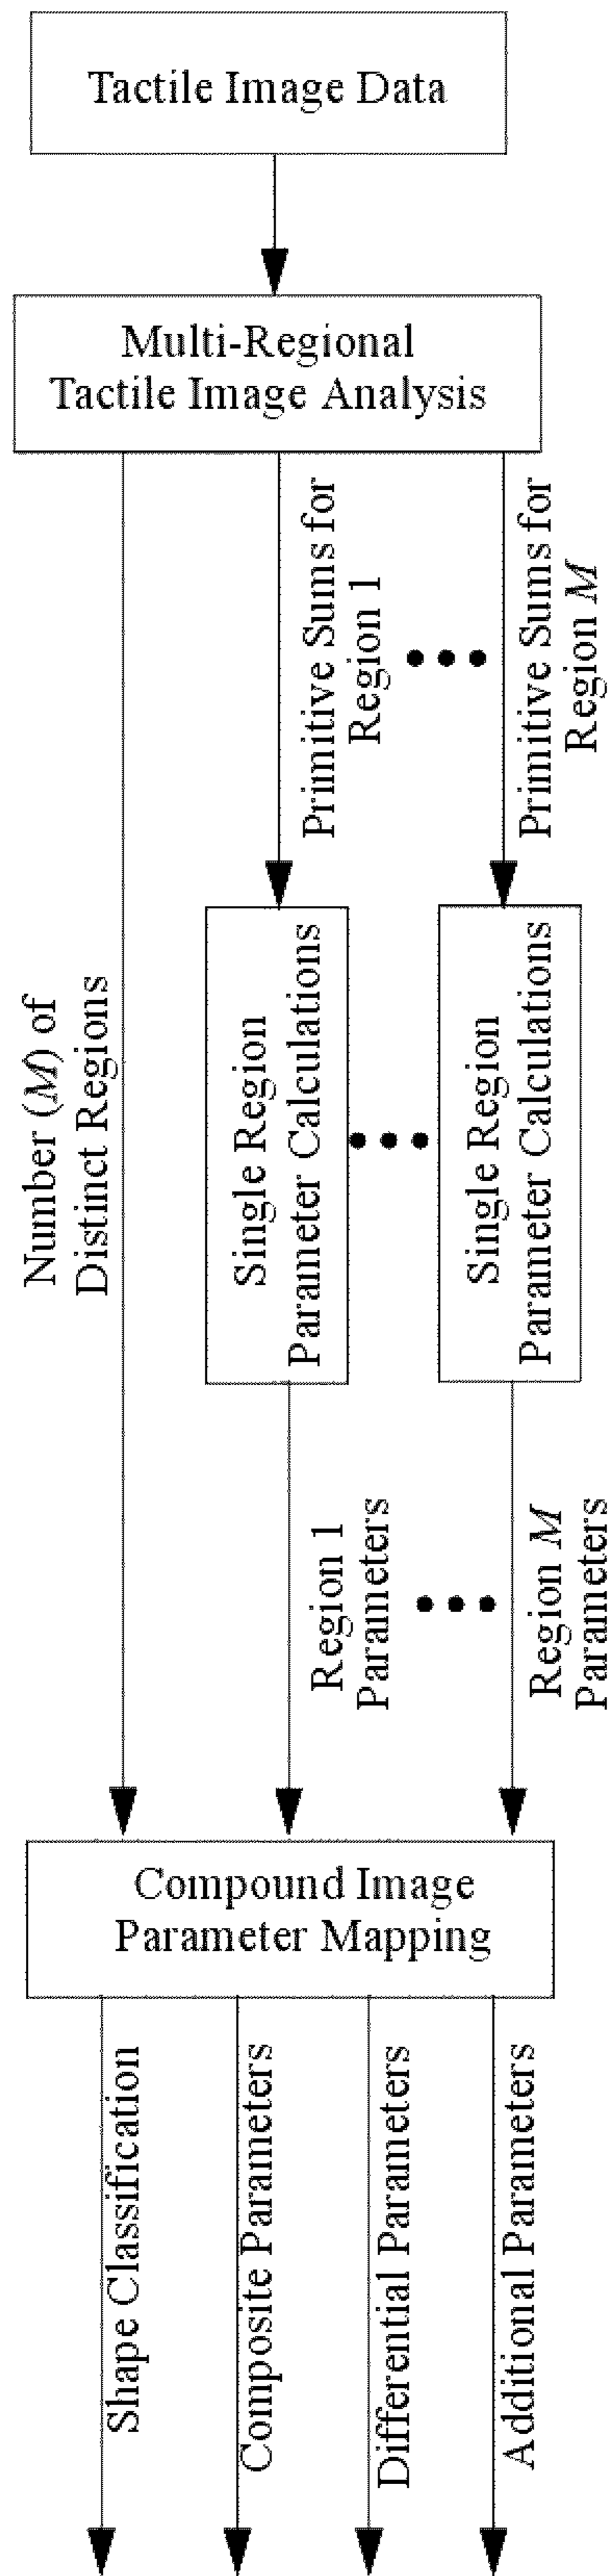 Tactile Image Data
Multi-Regional
Tactile Image Analysis
Primitive Sums for
Region 1
Primitive Sums for
Region M
Number (M) of
Distinct Regions
Single Region
Parameter Calculations
Single Region
Parameter Calculations
Region 1
Parameters
Region M
Parameters
Compound Image
Parameter Mapping
Shape Classification
Composite Parameters
Differential Parameters
Additional Parameters